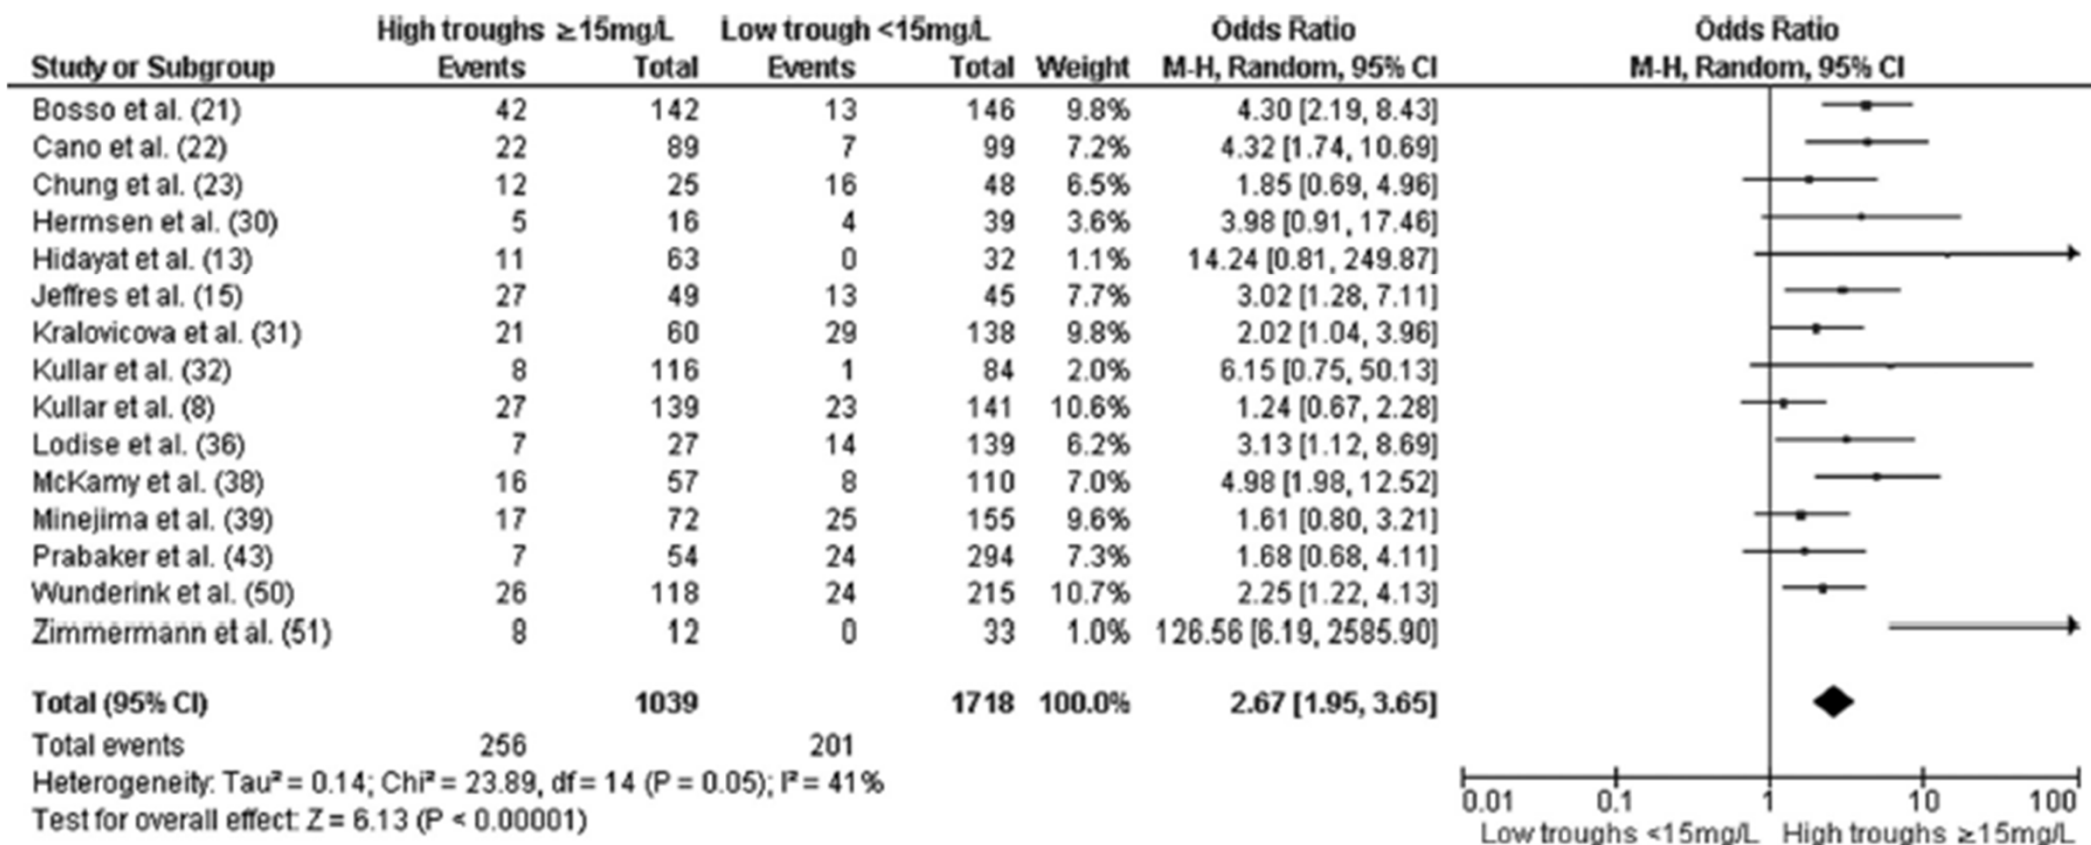 High troughs ≥15mg/L Low trough <15mg/L Odds Ratio Odds Ratio
Study or Subgroup Events Total Events Total Weight M-H, Random, 95% CI M-H, Random, 95% CI
Bosso et al. (21) 42 142 13 146 9.8% 4.30 [2.19, 8.43]
Cano et al. (22) 22 89 7 99 7.2% 4.32 [1.74, 10.69]
Chung et al. (23) 12 25 16 48 6.5% 1.85 [0.69, 4.96]
Hermsen et al. (30) 5 16 4 39 3.6% 3.98 [0.91, 17.46]
Hidayat et al. (13) 11 63 0 32 1.1% 14.24 [0.81, 249.87]
Jeffres et al. (15) 27 49 13 45 7.7% 3.02 [1.28, 7.11]
Kralovicova et al. (31) 21 60 29 138 9.8% 2.02 [1.04, 3.96]
Kullar et al. (32) 8 116 1 84 2.0% 6.15 [0.75, 50.13]
Kullar et al. (8) 27 139 23 141 10.6% 1.24 [0.67, 2.28]
Lodise et al. (36) 7 27 14 139 6.2% 3.13 [1.12, 8.69]
McKamy et al. (38) 16 57 8 110 7.0% 4.98 [1.98, 12.52]
Minejima et al. (39) 17 72 25 155 9.6% 1.61 [0.80, 3.21]
Prabaker et al. (43) 7 54 24 294 7.3% 1.68 [0.68, 4.11]
Wunderink et al. (50) 26 118 24 215 10.7% 2.25 [1.22, 4.13]
Zimmermann et al. (51) 8 12 0 33 1.0% 126.56 [6.19, 2585.90]
Total (95% CI) 1039 1718 100.0% 2.67 [1.95, 3.65]
Total events 256 201
Heterogeneity: Tau² = 0.14; Chi² = 23.89, df = 14 (P = 0.05); I² = 41%
Test for overall effect: Z = 6.13 (P < 0.00001)
0.01 0.1 1 10 100
Low troughs <15mg/L High troughs ≥15mg/L